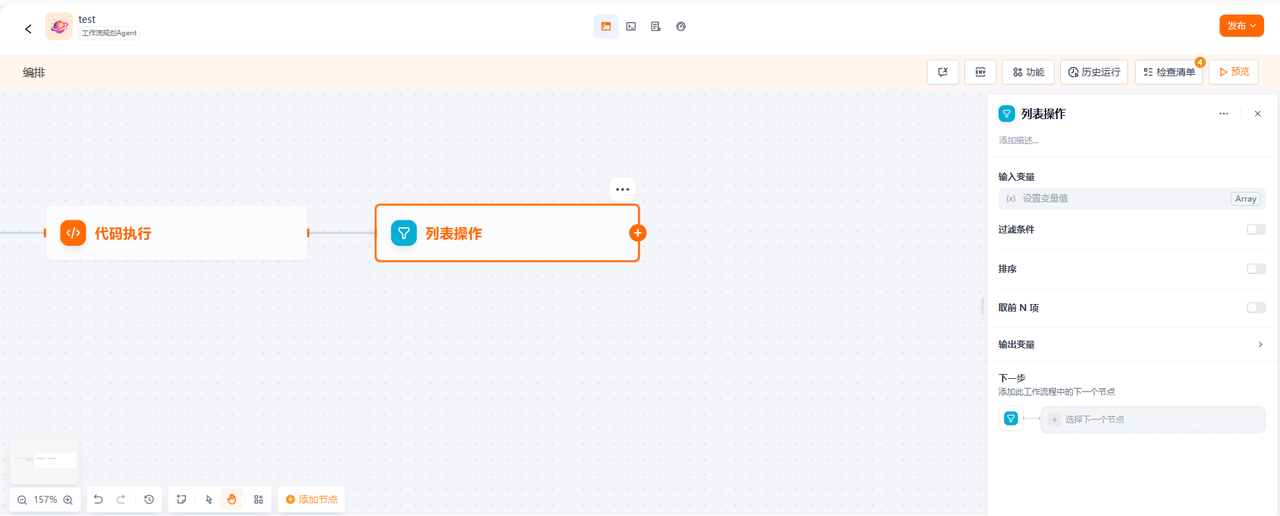 test
工作流规划Agent
发布
编排
ENV
功能
历史运行
检查清单
4
预览
代码执行
列表操作
157%
添加节点
列表操作
添加描述...
输入变量
{x} 设置变量值 Array
过滤条件
排序
取前 N 项
输出变量
下一步
添加此工作流程中的下一个节点
选择下一个节点